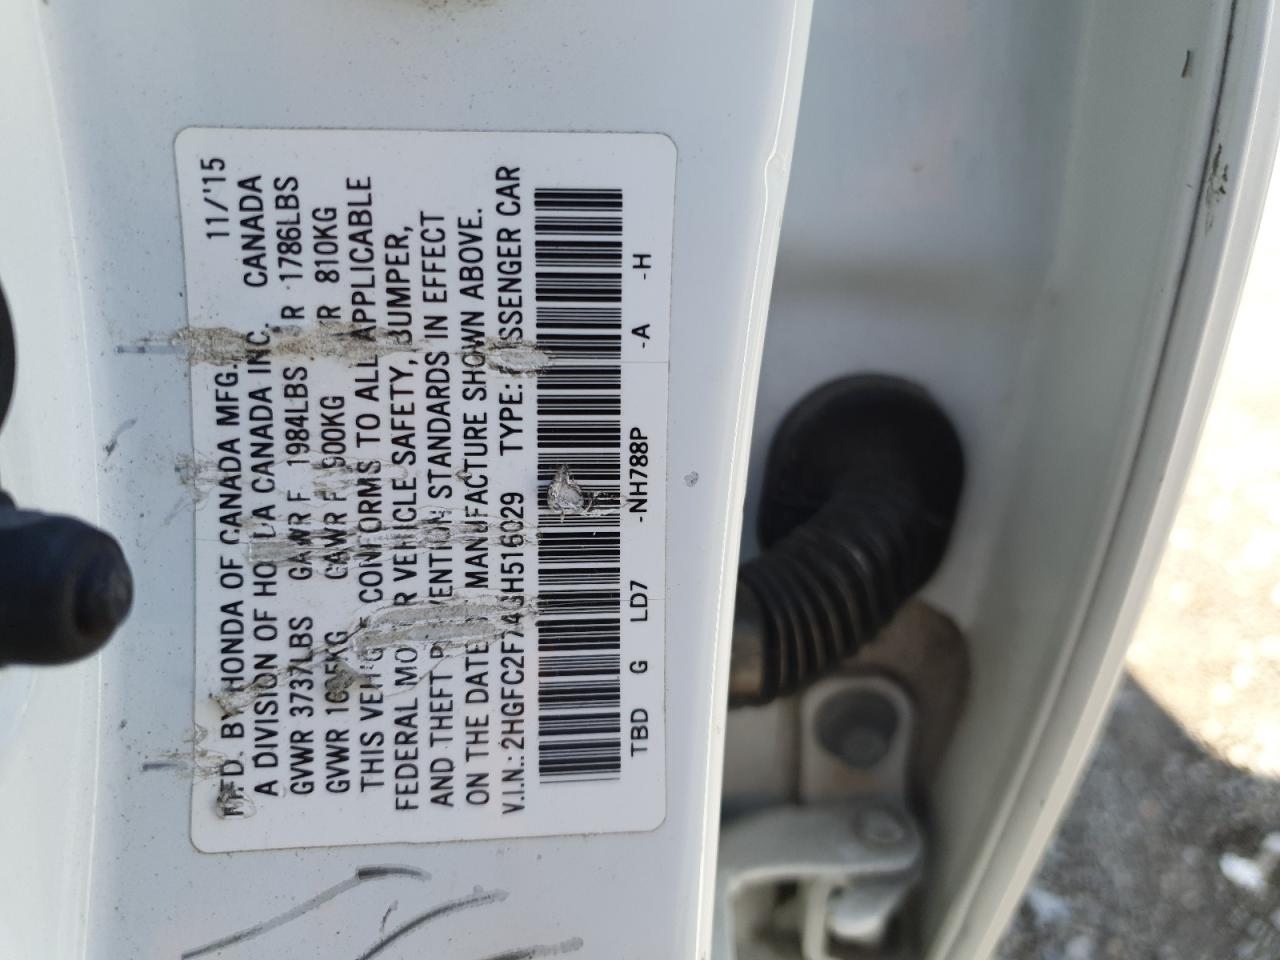 11/'15
MFD. BY HONDA OF CANADA MFG.
A DIVISION OF HONDA CANADA INC. CANADA
GVWR 3737LBS GAWR F 1984LBS R 1786LBS
GVWR GAWR F 900KG R 810KG
THIS VEHICLE CONFORMS TO ALL APPLICABLE
FEDERAL MOTOR VEHICLE SAFETY, BUMPER,
AND THEFT PREVENTION STANDARDS IN EFFECT
ON THE DATE OF MANUFACTURE SHOWN ABOVE.
V.I.N.: TYPE: PASSENGER CAR
TBD G LD7 -NH788P -A -H